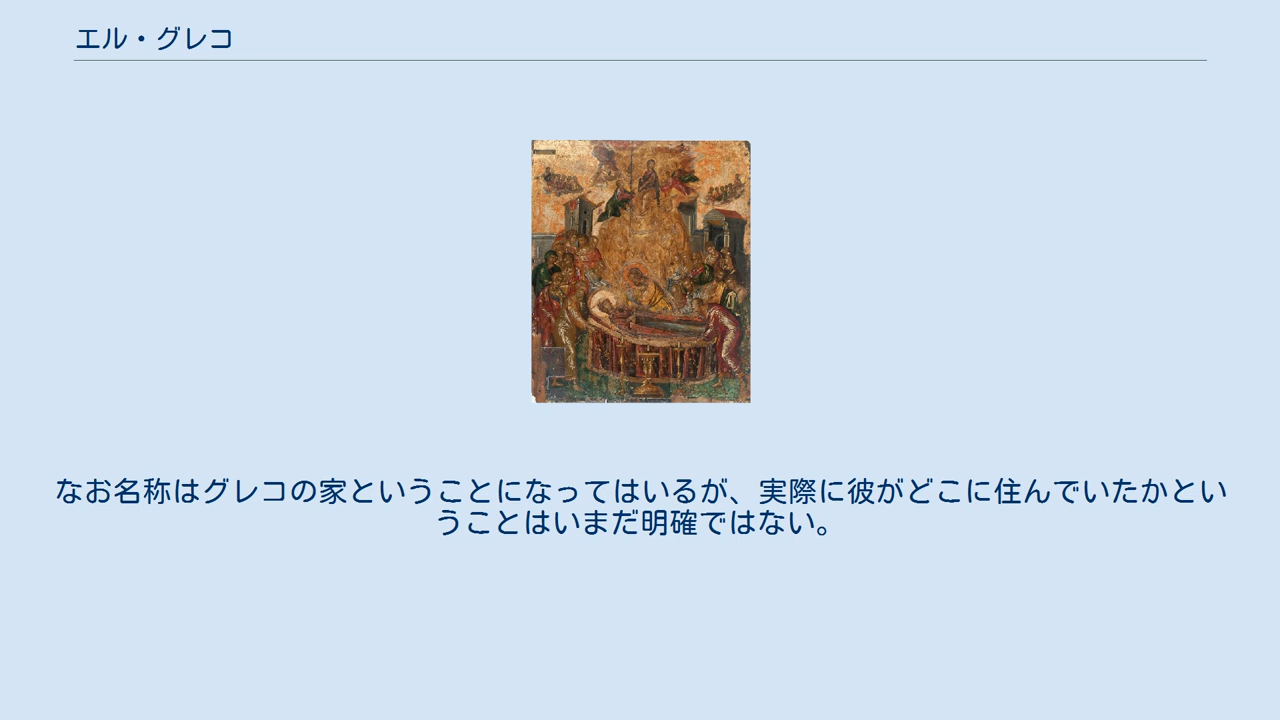 エル・グレコ
なお名称はグレコの家ということになってはいるが、実際に彼がどこに住んでいたかとい
うことはいまだ明確ではない。